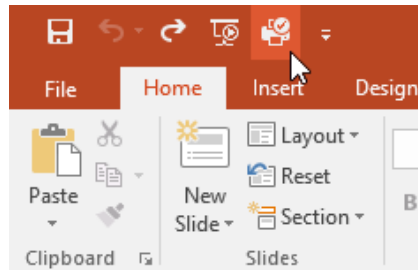 File Home Insert Design
Paste
New
Slide
Layout
Reset
Section
B
Clipboard Slides